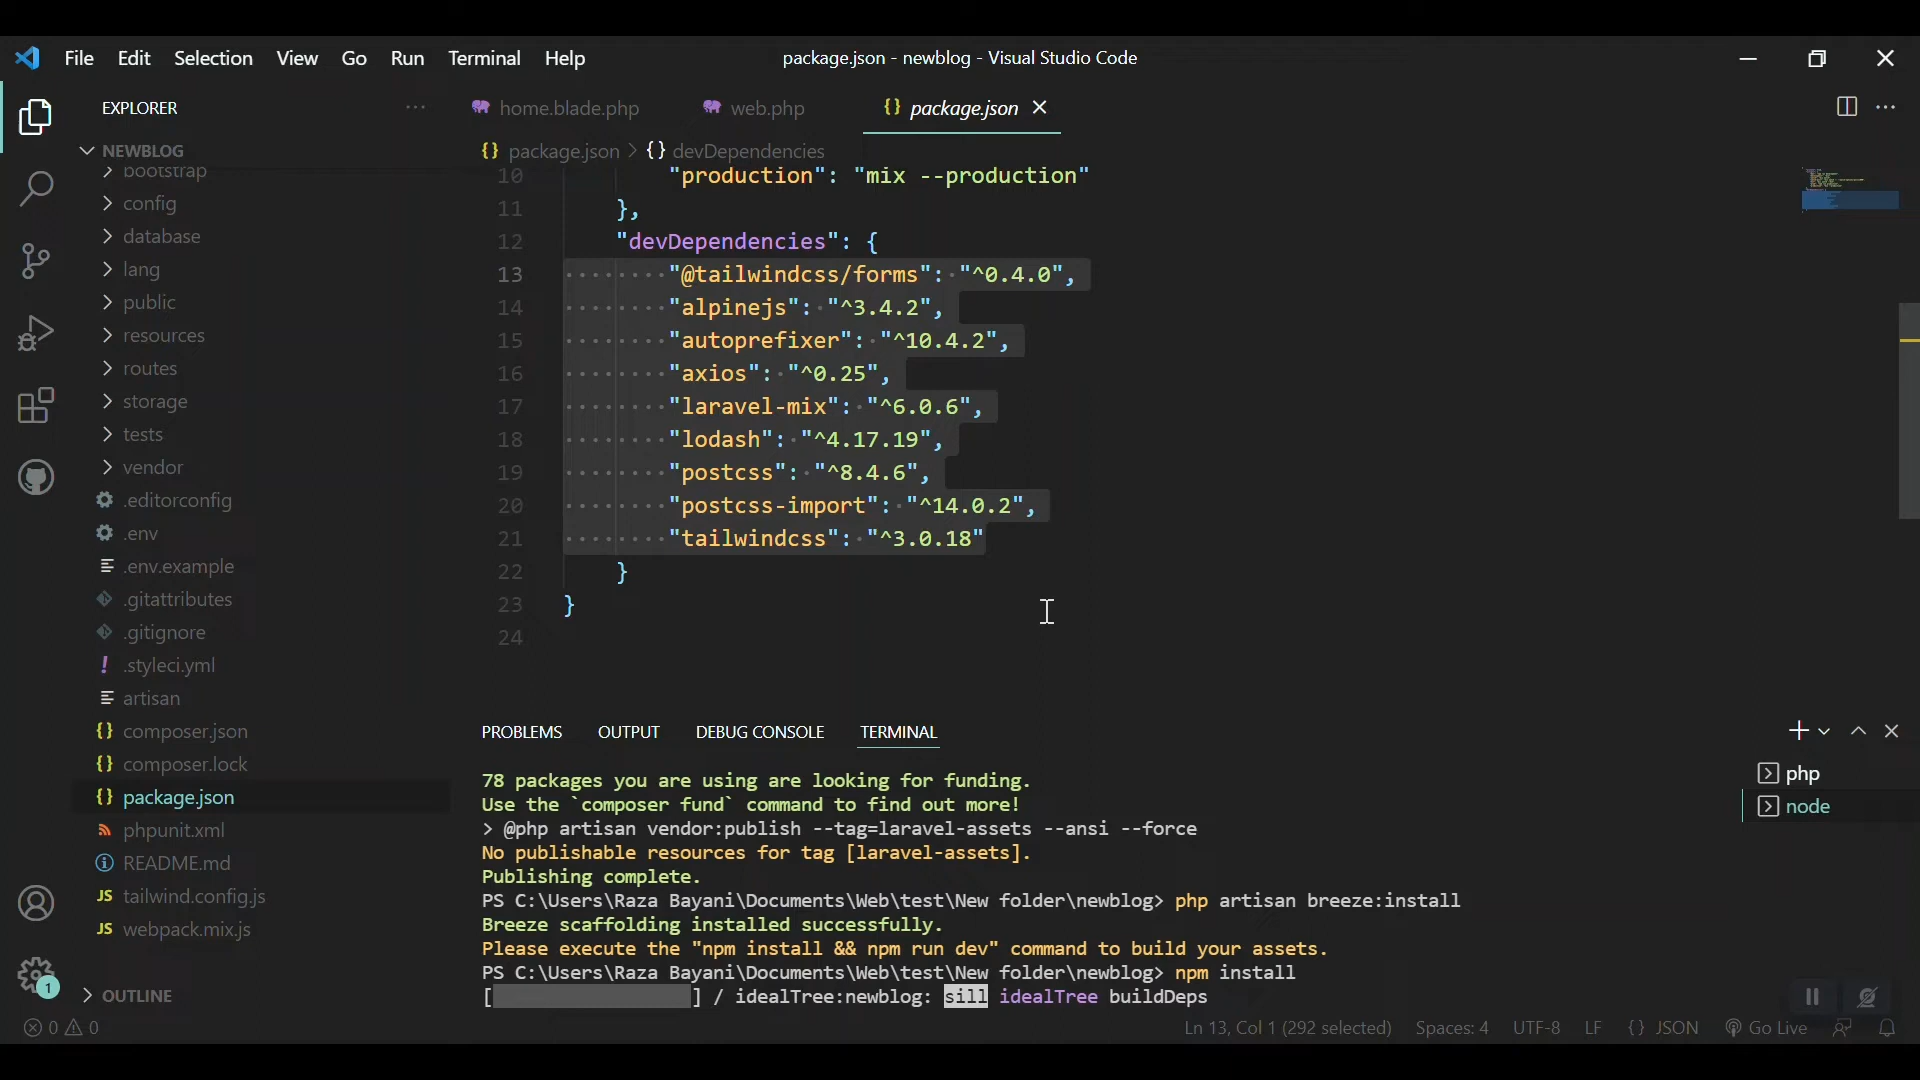 File Edit Selection View Go Run Terminal Help
package.json - newblog - Visual Studio Code
EXPLORER
home.blade.php
web.php
package.json
NEWBLOG
package.json > {} devDependencies
bootstrap
config
database
lang
public
resources
routes
storage
tests
vendor
.editorconfig
.env
.env.example
.gitattributes
.gitignore
.styleci.yml
artisan
composer.json
composer.lock
package.json
phpunit.xml
README.md
tailwind.config.js
webpack.mix.js
OUTLINE
10 "production": "mix --production"
11 },
12 "devDependencies": {
13 "@tailwindcss/forms": "^0.4.0",
14 "alpinejs": "^3.4.2",
15 "autoprefixer": "^10.4.2",
16 "axios": "^0.25",
17 "laravel-mix": "^6.0.6",
18 "lodash": "^4.17.19",
19 "postcss": "^8.4.6",
20 "postcss-import": "^14.0.2",
21 "tailwindcss": "^3.0.18"
22 }
23 }
24
PROBLEMS OUTPUT DEBUG CONSOLE TERMINAL
78 packages you are using are looking for funding.
Use the `composer fund` command to find out more!
> @php artisan vendor:publish --tag=laravel-assets --ansi --force
No publishable resources for tag [laravel-assets].
Publishing complete.
PS C:\Users\Raza Bayani\Documents\Web\test\New folder\newblog> php artisan breeze:install
Breeze scaffolding installed successfully.
Please execute the "npm install && npm run dev" command to build your assets.
PS C:\Users\Raza Bayani\Documents\Web\test\New folder\newblog> npm install
[ ] / idealTree:newblog: sill idealTree buildDeps
php
node
1
0 0
Ln 13, Col 1 (292 selected) Spaces: 4 UTF-8 LF {} JSON Go Live